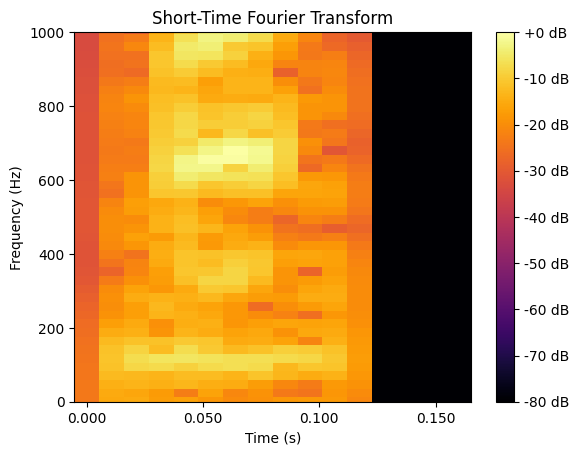 Short-Time Fourier Transform
1000
800
600
400
200
0
Frequency (Hz)
0.000
0.050
0.100
0.150
Time (s)
+0 dB
-10 dB
-20 dB
-30 dB
-40 dB
-50 dB
-60 dB
-70 dB
-80 dB